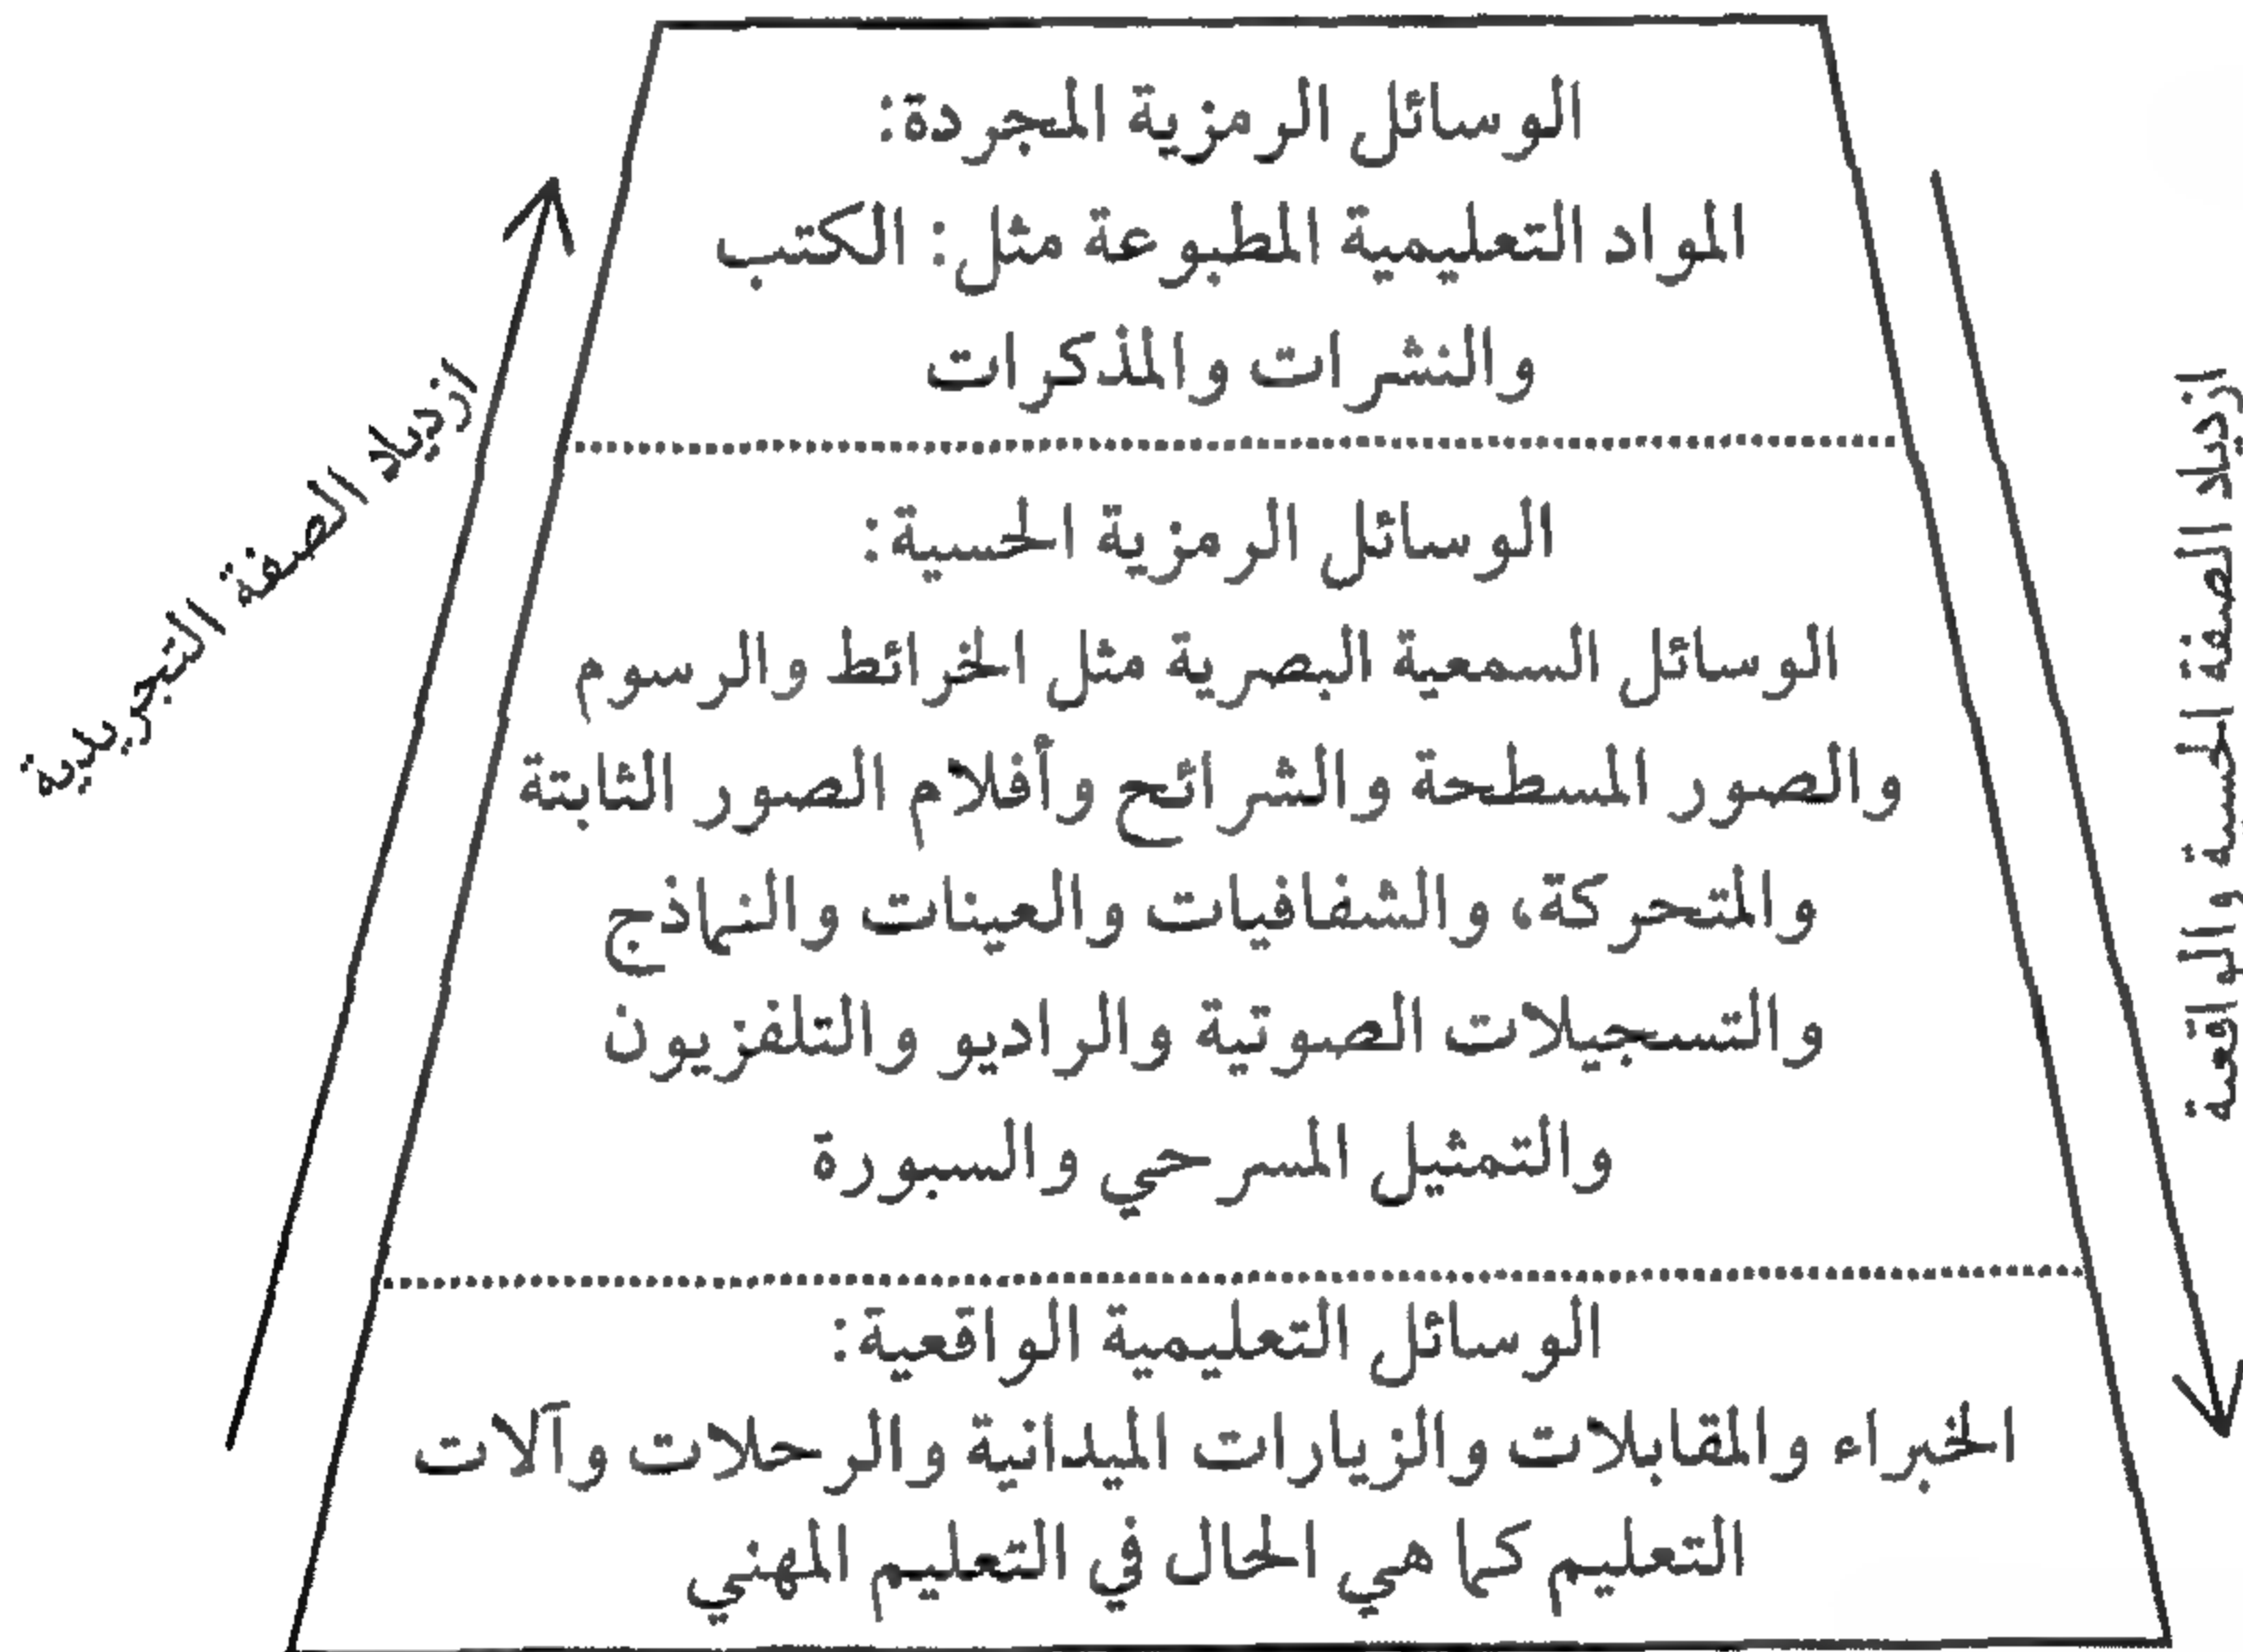 الوسائل الرمزية المجردة:
المواد التعليمية المطبوعة مثل: الكتب
والنشرات والمذكرات
الوسائل الرمزية الحسية:
الوسائل السمعية البصرية مثل الخرائط والرسوم
والصور المسطحة والشرائح وأفلام الصور الثابتة
والمتحركة، والشفافيات والعينات والنماذج
والتسجيلات الصوتية والراديو والتلفزيون
والتمثيل المسرحي والسبورة
الوسائل التعليمية الواقعية:
الخبراء والمقابلات والزيارات الميدانية والرحلات وآلات
التعليم كما هي الحال في التعليم المهني
ازدياد الصفة الحسية والواقعية
ازدياد الصفة التجريدية